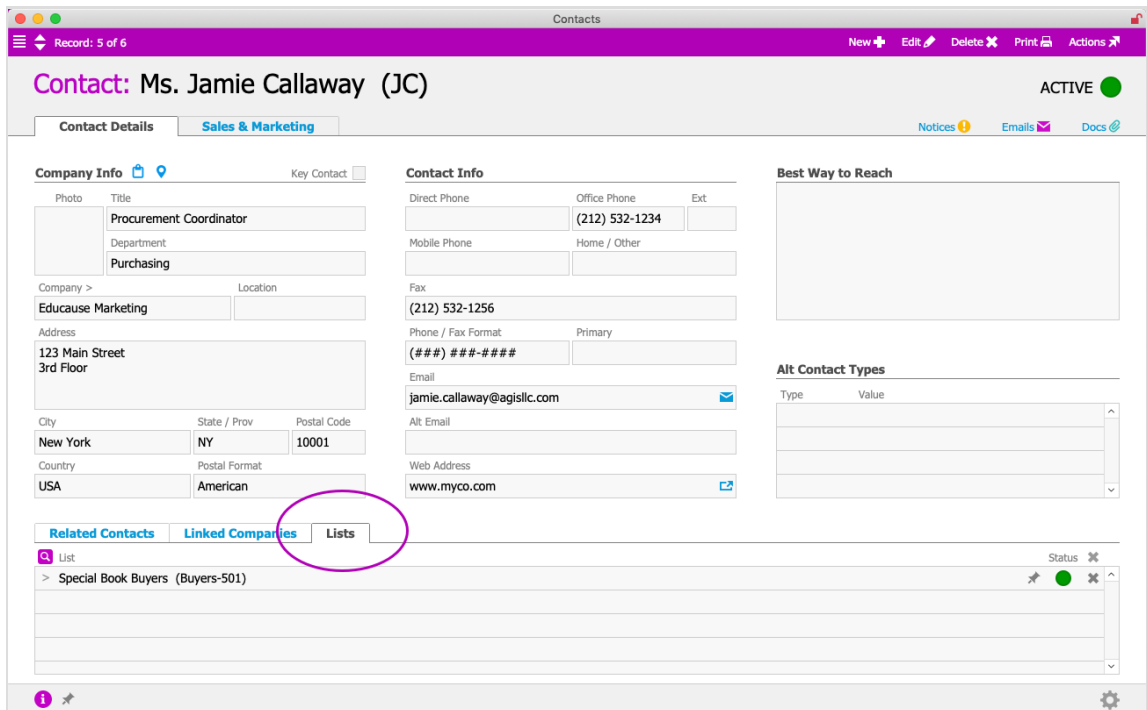 Contacts
Record: 5 of 6
New Edit Delete Print Actions
Contact: Ms. Jamie Callaway (JC)
ACTIVE
Contact Details Sales & Marketing
Notices Emails Docs
Company Info Key Contact
Photo Title
Procurement Coordinator
Department
Purchasing
Company > Location
Educause Marketing
Address
123 Main Street
3rd Floor
City State / Prov Postal Code
New York NY 10001
Country Postal Format
USA American
Contact Info
Direct Phone Office Phone Ext
(212) 532-1234
Mobile Phone Home / Other
Fax
(212) 532-1256
Phone / Fax Format Primary
(###) ###-####
Email
jamie.callaway@agisllc.com
Alt Email
Web Address
www.myco.com
Best Way to Reach
Alt Contact Types
Type Value
Related Contacts Linked Companies Lists
List Status
> Special Book Buyers (Buyers-501)